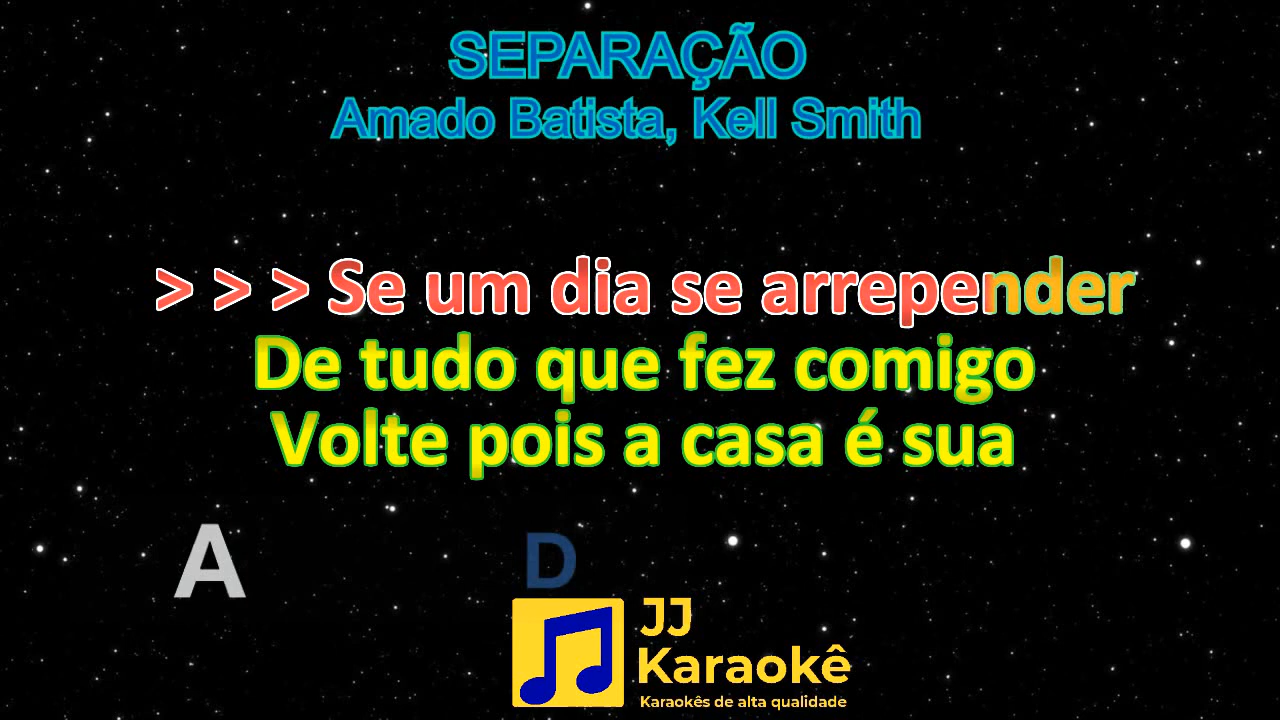 SEPARAÇÃO
Amado Batista, Kell Smith
> > > Se um dia se arrepender
De tudo que fez comigo
Volte pois a casa é sua
A D
JJ
Karaokê
Karaokês de alta qualidade